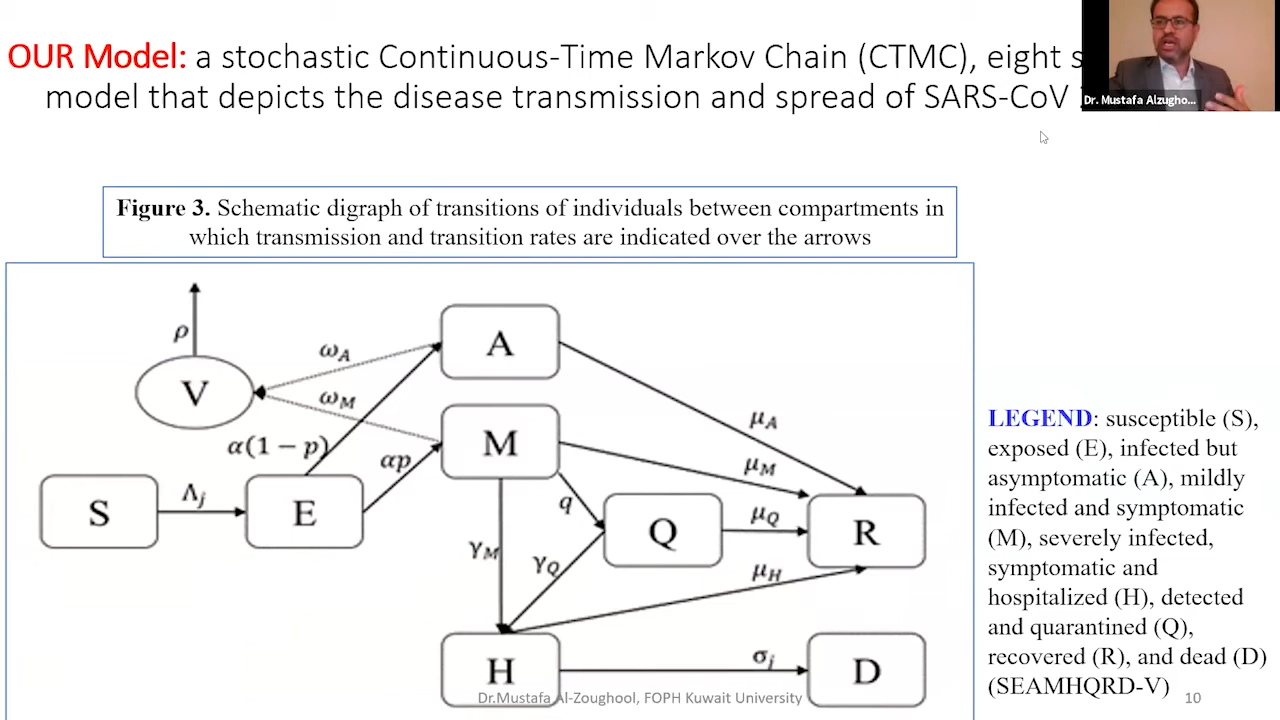 OUR Model: a stochastic Continuous-Time Markov Chain (CTMC), eight
model that depicts the disease transmission and spread of SARS-CoV
Dr. Mustafa Alzugho...
Figure 3. Schematic digraph of transitions of individuals between compartments in
which transmission and transition rates are indicated over the arrows
ρ
V
ω_A
ω_M
A
α(1 − p)
αp
M
μ_A
μ_M
S
Λ_j
E
q
Q
μ_Q
R
γ_M
γ_Q
μ_H
H
σ_j
D
LEGEND: susceptible (S),
exposed (E), infected but
asymptomatic (A), mildly
infected and symptomatic
(M), severely infected,
symptomatic and
hospitalized (H), detected
and quarantined (Q),
recovered (R), and dead (D)
(SEAMHQRD-V)
Dr.Mustafa Al-Zoughool, FOPH Kuwait University
10